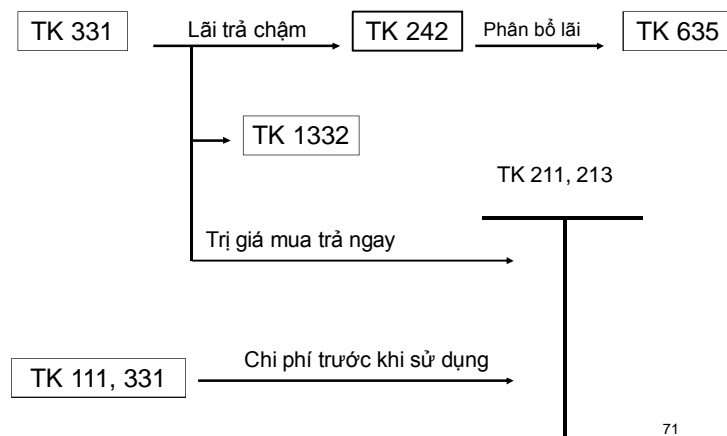 TK 331
Lãi trả chậm
TK 242
Phân bổ lãi
TK 635
TK 1332
TK 211, 213
Trị giá mua trả ngay
Chi phí trước khi sử dụng
TK 111, 331
71